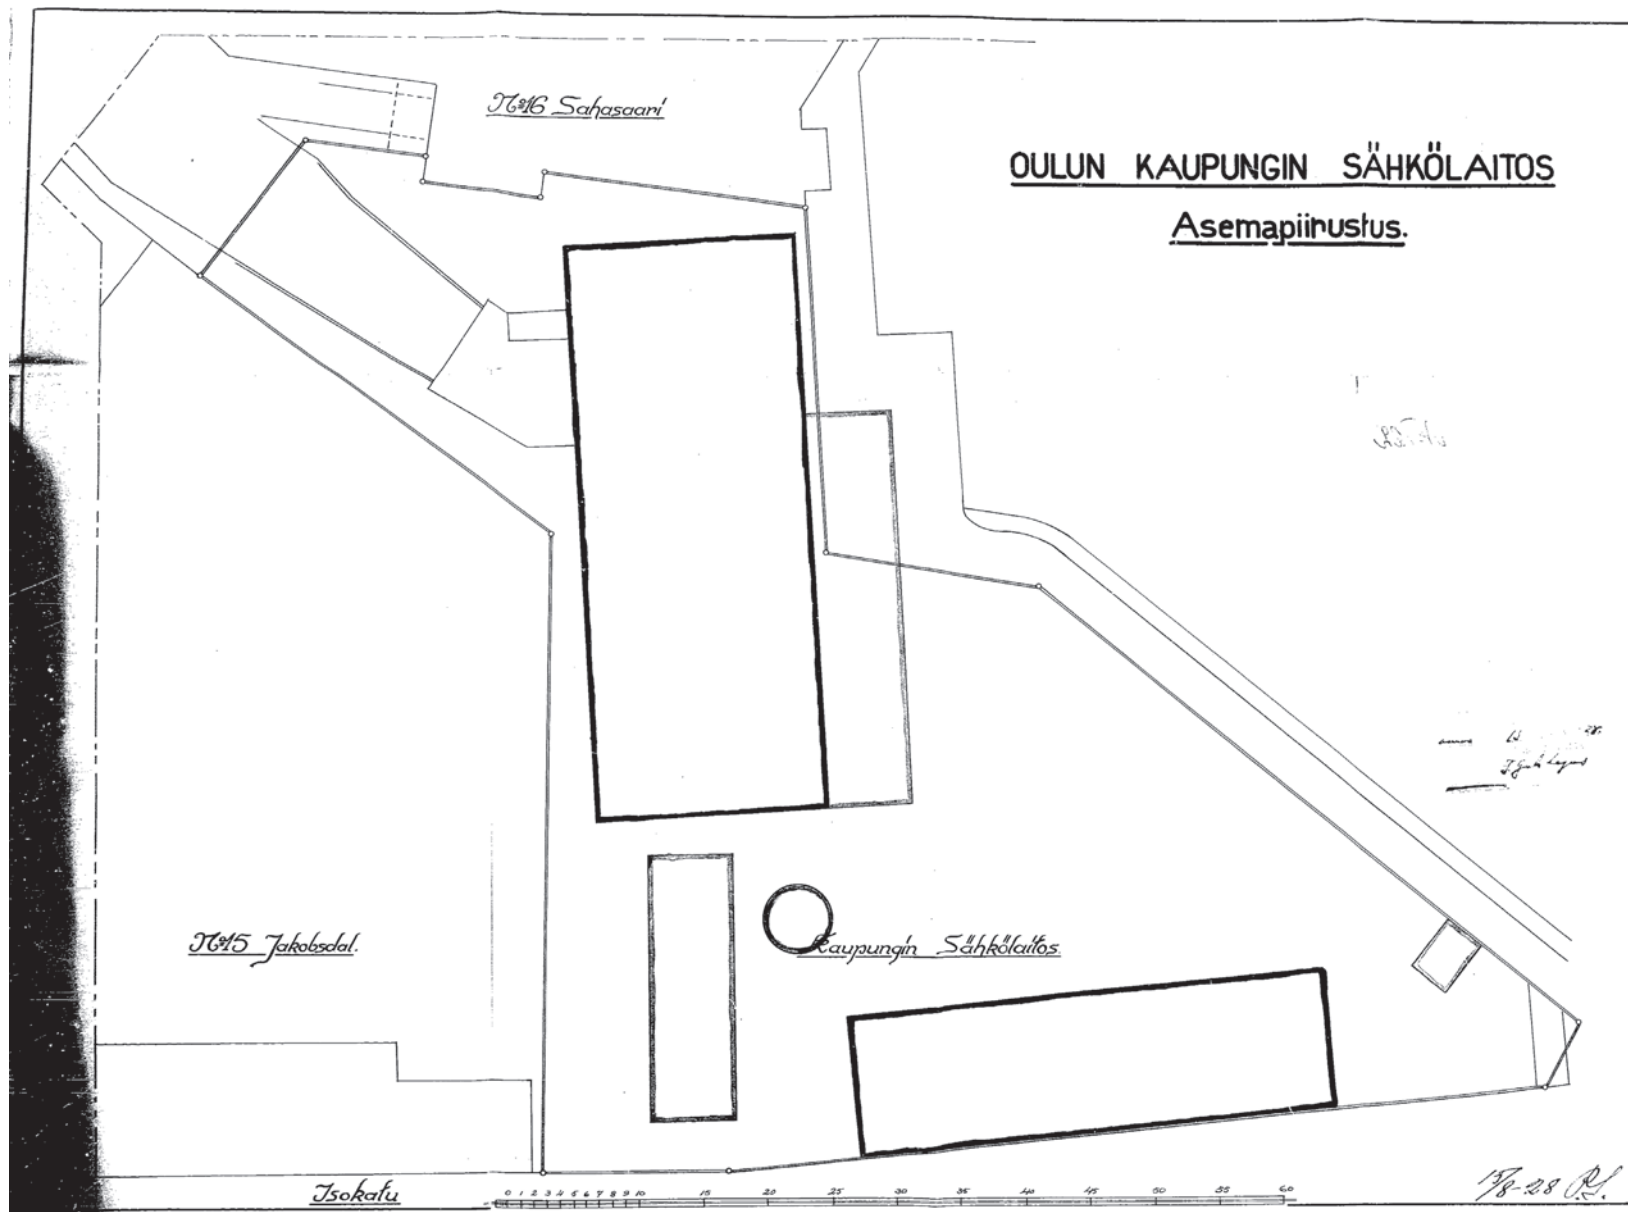 №16 Sahasaari
OULUN KAUPUNGIN SÄHKÖLAITOS
Asemapiirustus.
№15 Jakobsdal.
Kaupungin Sähkölaitos.
Isokatu
0 1 2 3 4 5 6 7 8 9 10 15 20 25 30 35 40 45 50 55 60
15/8-28 P.S.